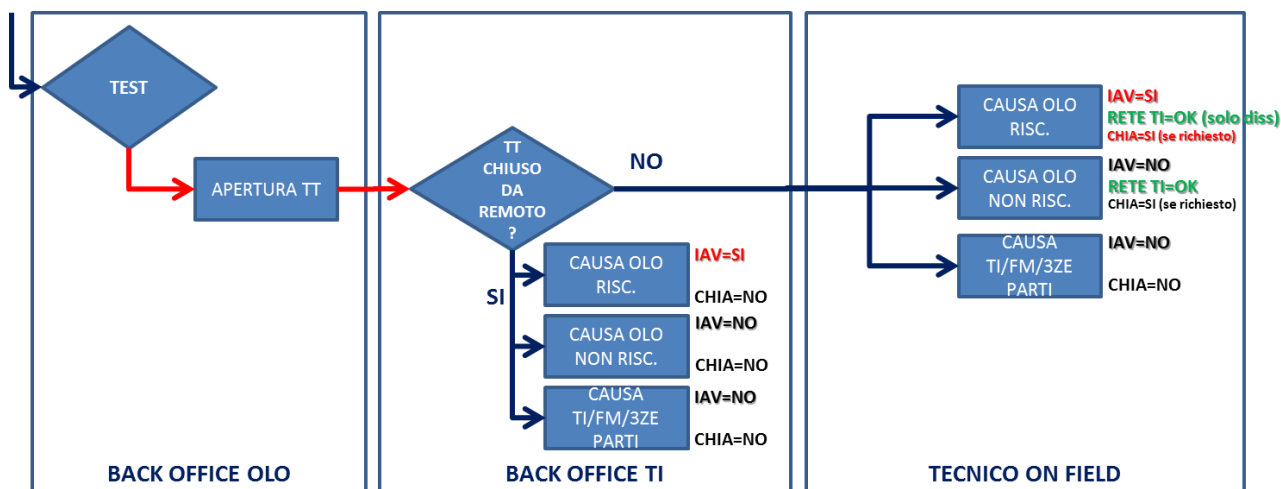 TEST
APERTURA TT
BACK OFFICE OLO
TT
CHIUSO
DA
REMOTO
?
NO
SI
CAUSA OLO
RISC.
IAV=SI
CHIA=NO
CAUSA OLO
NON RISC.
IAV=NO
CHIA=NO
CAUSA
TI/FM/3ZE
PARTI
IAV=NO
CHIA=NO
BACK OFFICE TI
CAUSA OLO
RISC.
IAV=SI
RETE TI=OK (solo diss)
CHIA=SI (se richiesto)
CAUSA OLO
NON RISC.
IAV=NO
RETE TI=OK
CHIA=SI (se richiesto)
CAUSA
TI/FM/3ZE
PARTI
IAV=NO
CHIA=NO
TECNICO ON FIELD